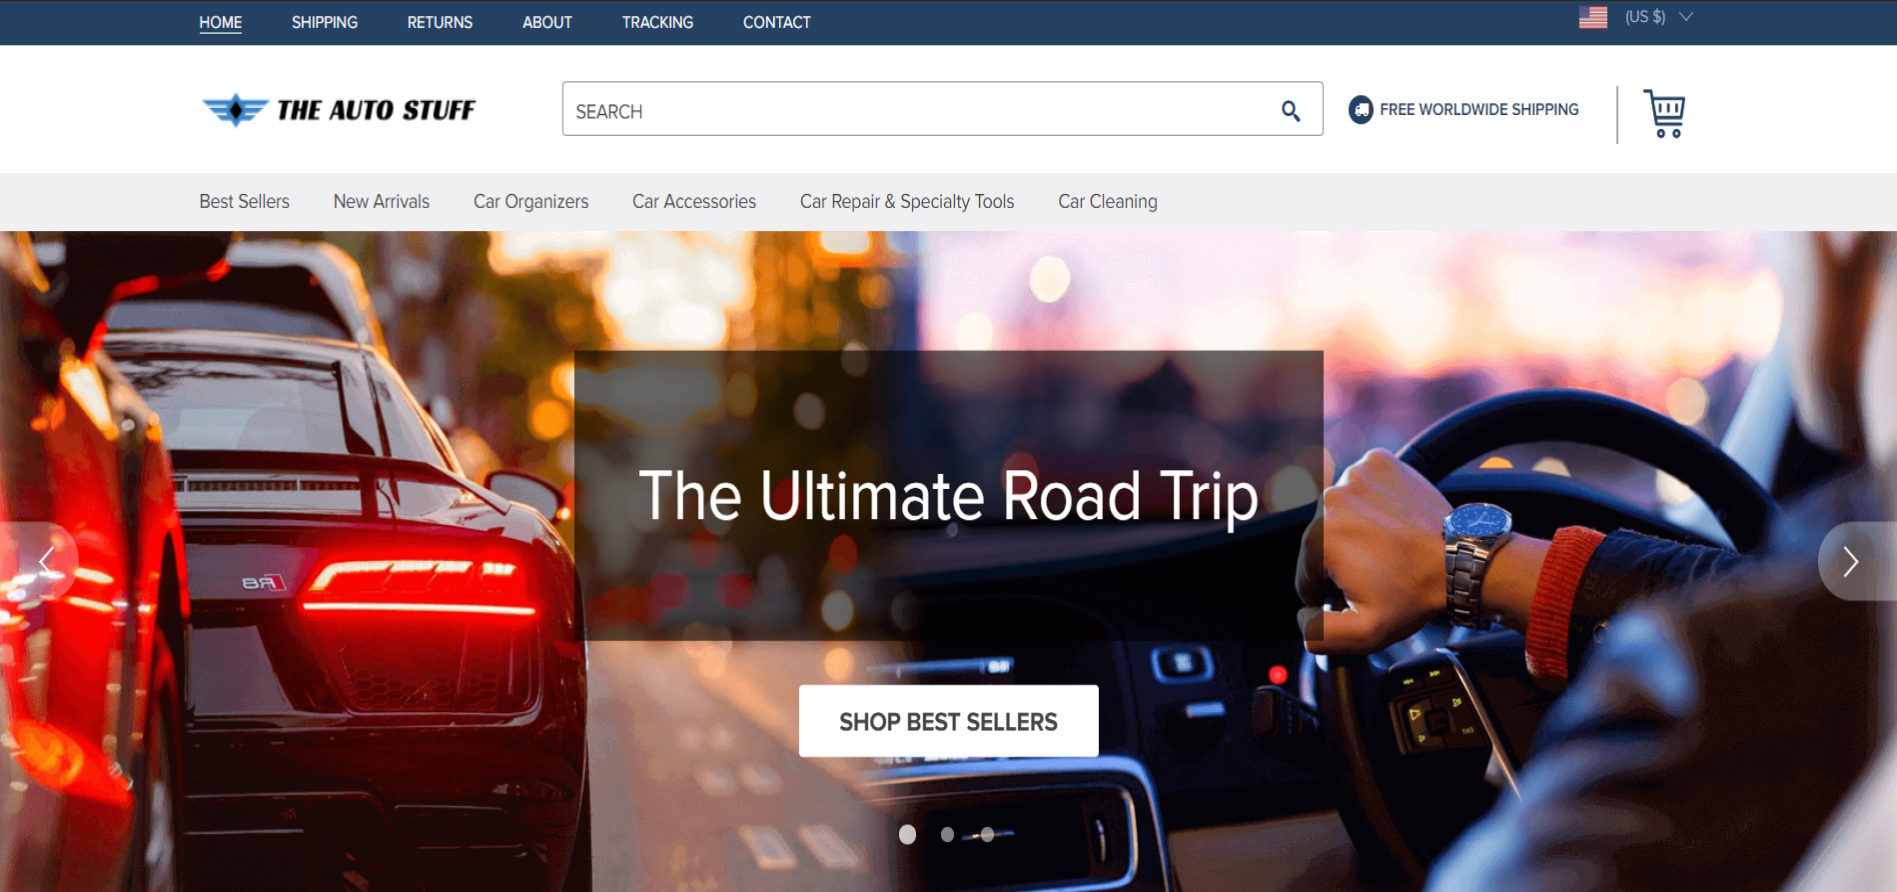 HOME SHIPPING RETURNS ABOUT TRACKING CONTACT (US $)
THE AUTO STUFF SEARCH FREE WORLDWIDE SHIPPING
Best Sellers New Arrivals Car Organizers Car Accessories Car Repair & Specialty Tools Car Cleaning
The Ultimate Road Trip
R8
SHOP BEST SELLERS